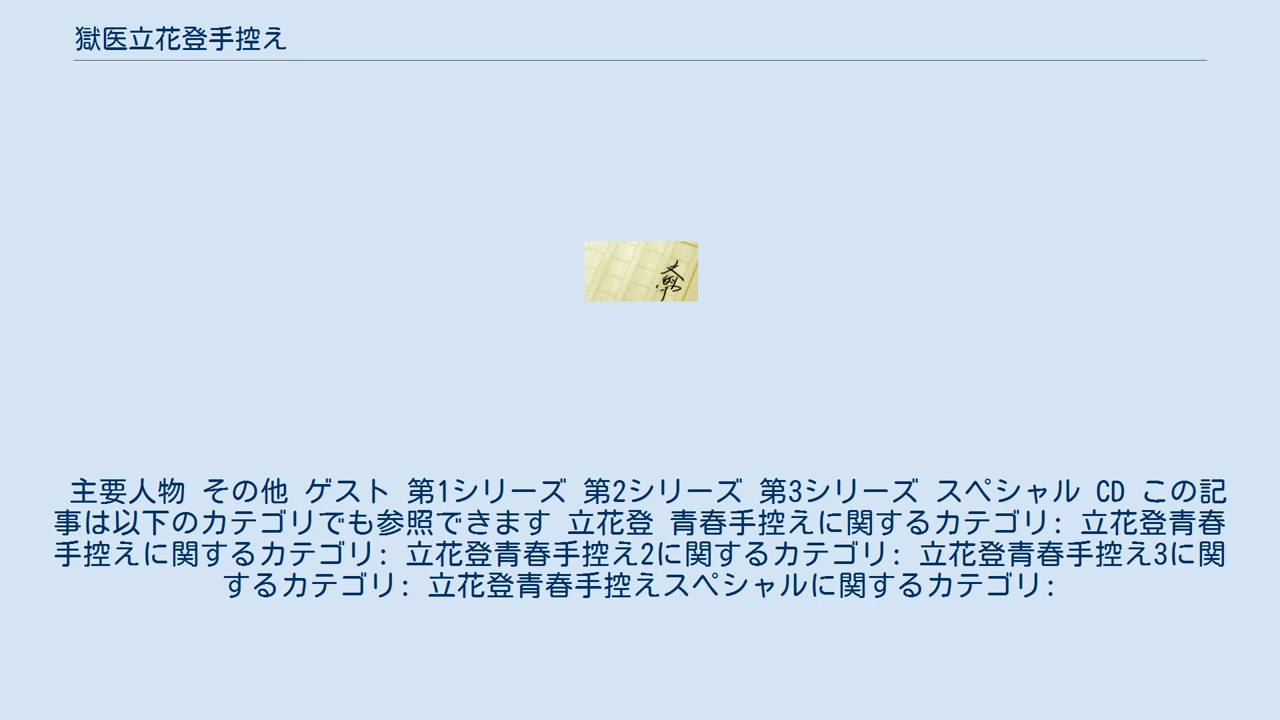 獄医立花登手控え
主要人物 その他 ゲスト 第1シリーズ 第2シリーズ 第3シリーズ スペシャル CD この記
事は以下のカテゴリでも参照できます 立花登 青春手控えに関するカテゴリ: 立花登青春
手控えに関するカテゴリ: 立花登青春手控え2に関するカテゴリ: 立花登青春手控え3に関
するカテゴリ: 立花登青春手控えスペシャルに関するカテゴリ: